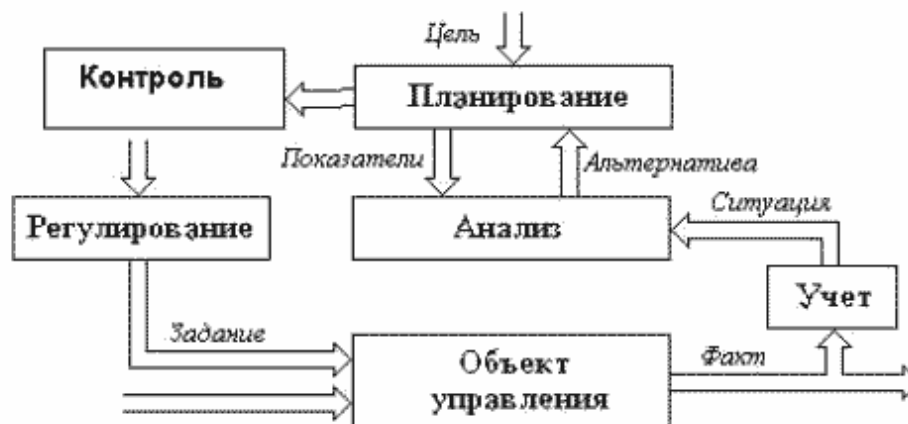 Цель
Контроль
Планирование
Показатели
Альтернатива
Ситуация
Регулирование
Анализ
Учет
Задание
Факт
Объект
управления